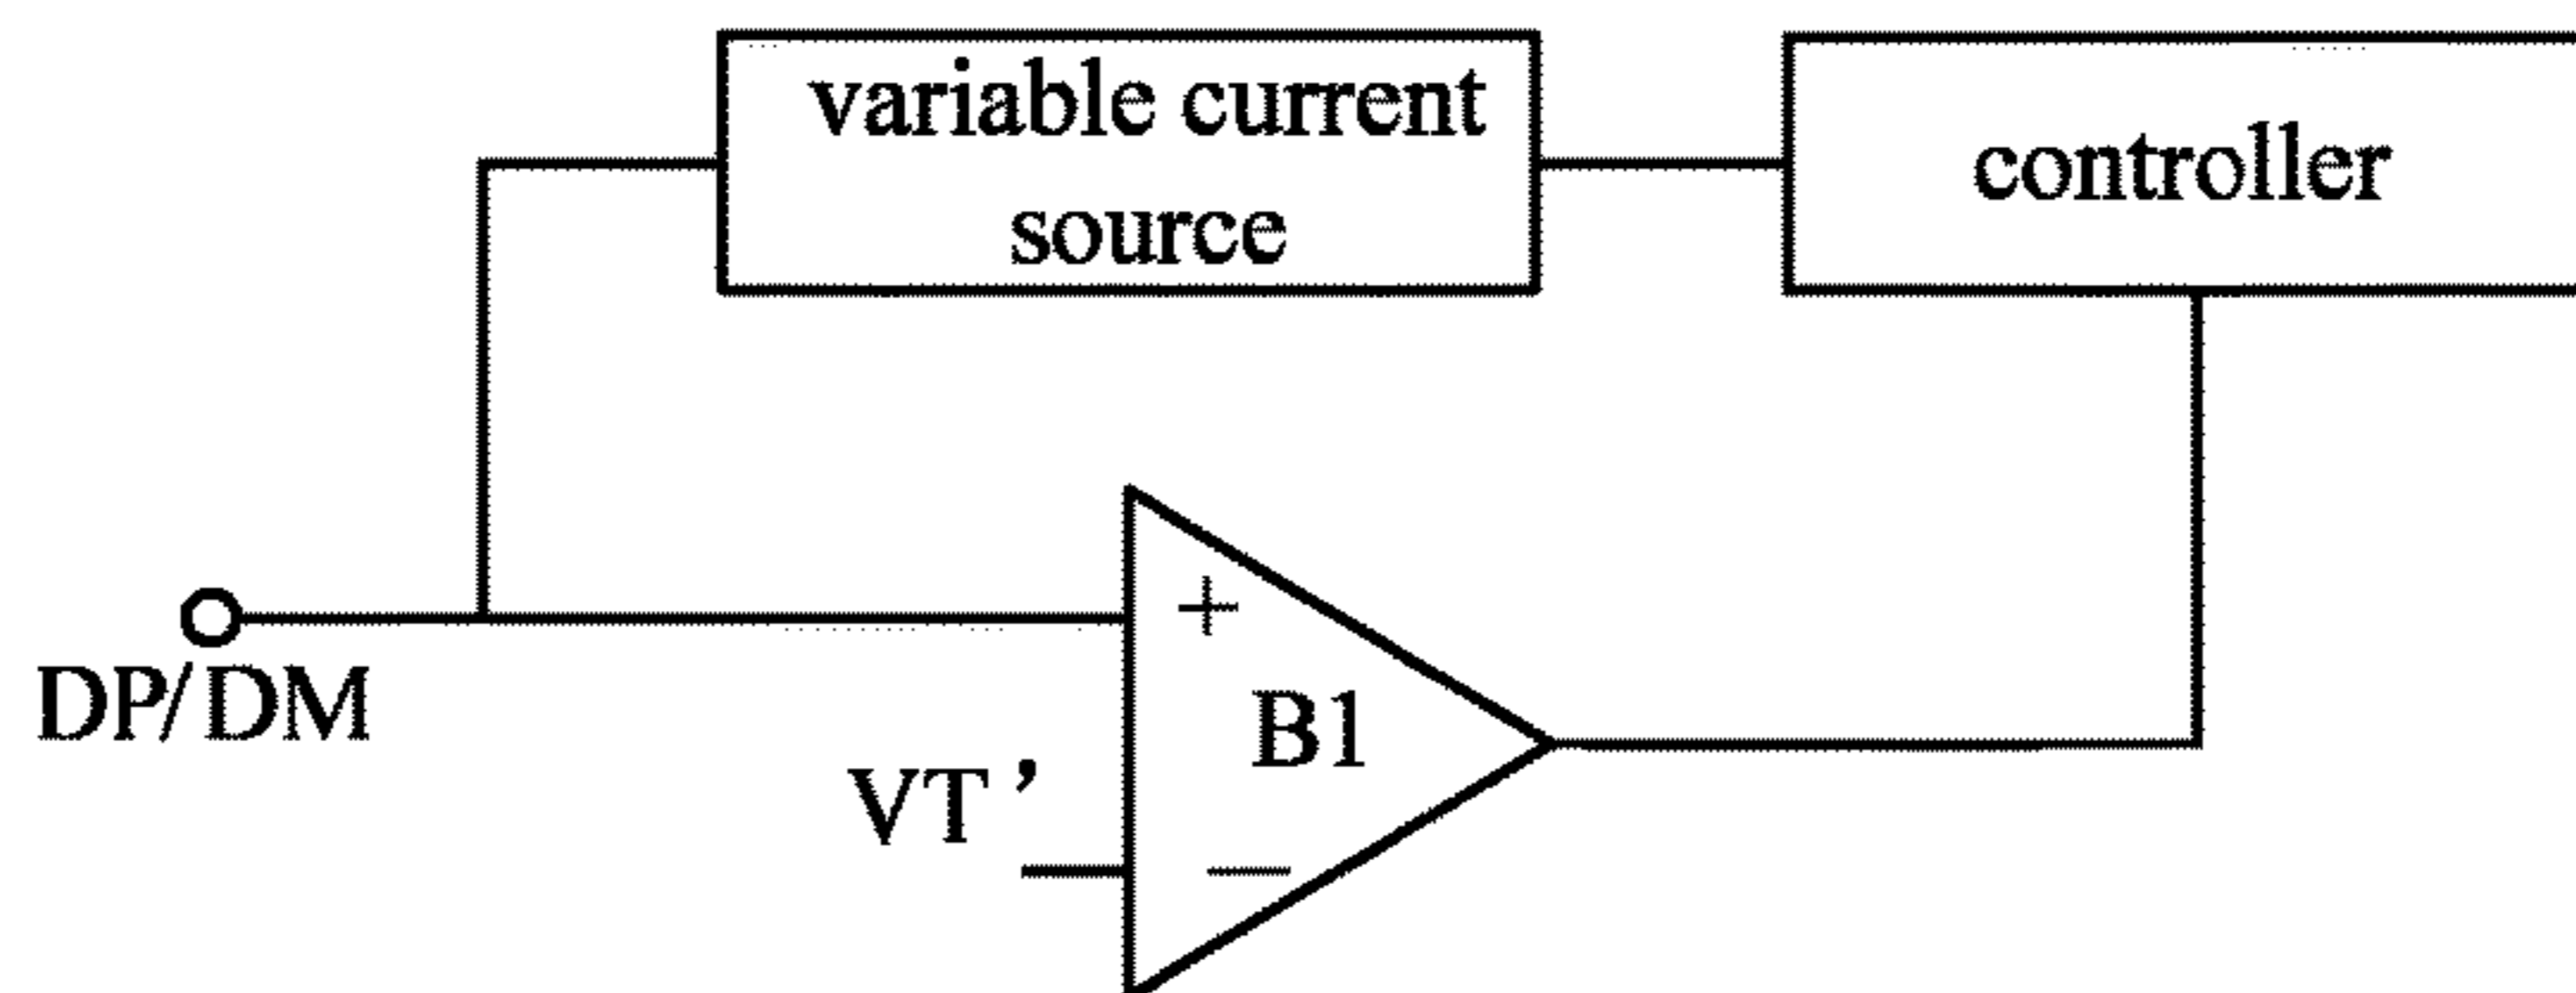 variable current
source
controller
+
B1
DP/DM
VT’
−